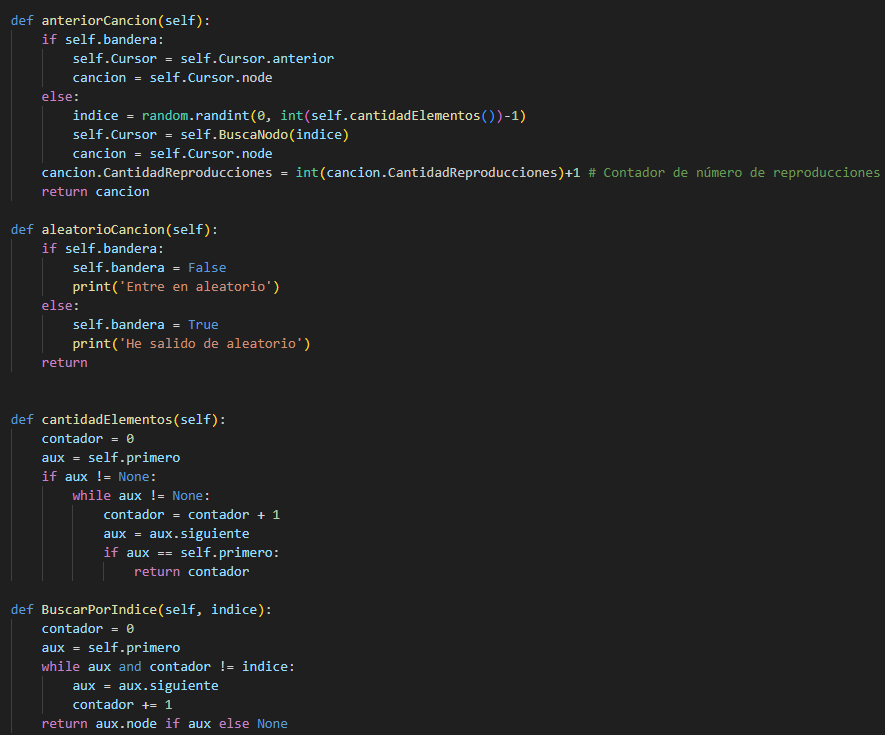 def anteriorCancion(self):
    if self.bandera:
        self.Cursor = self.Cursor.anterior
        cancion = self.Cursor.node
    else:
        indice = random.randint(0, int(self.cantidadElementos())-1)
        self.Cursor = self.BuscaNodo(indice)
        cancion = self.Cursor.node
    cancion.CantidadReproducciones = int(cancion.CantidadReproducciones)+1 # Contador de número de reproducciones
    return cancion

def aleatorioCancion(self):
    if self.bandera:
        self.bandera = False
        print('Entre en aleatorio')
    else:
        self.bandera = True
        print('He salido de aleatorio')
    return


def cantidadElementos(self):
    contador = 0
    aux = self.primero
    if aux != None:
        while aux != None:
            contador = contador + 1
            aux = aux.siguiente
            if aux == self.primero:
                return contador

def BuscarPorIndice(self, indice):
    contador = 0
    aux = self.primero
    while aux and contador != indice:
        aux = aux.siguiente
        contador += 1
    return aux.node if aux else None